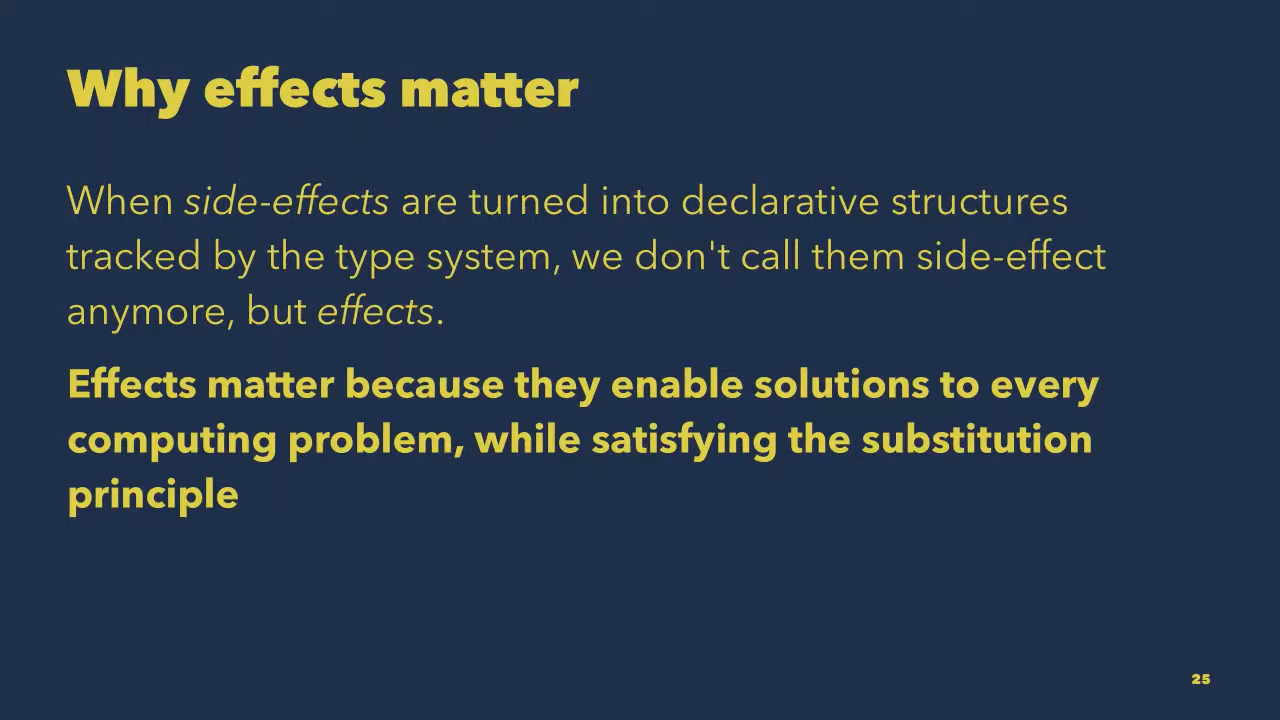 Why effects matter
When side-effects are turned into declarative structures
tracked by the type system, we don't call them side-effect
anymore, but effects.
Effects matter because they enable solutions to every
computing problem, while satisfying the substitution
principle
25